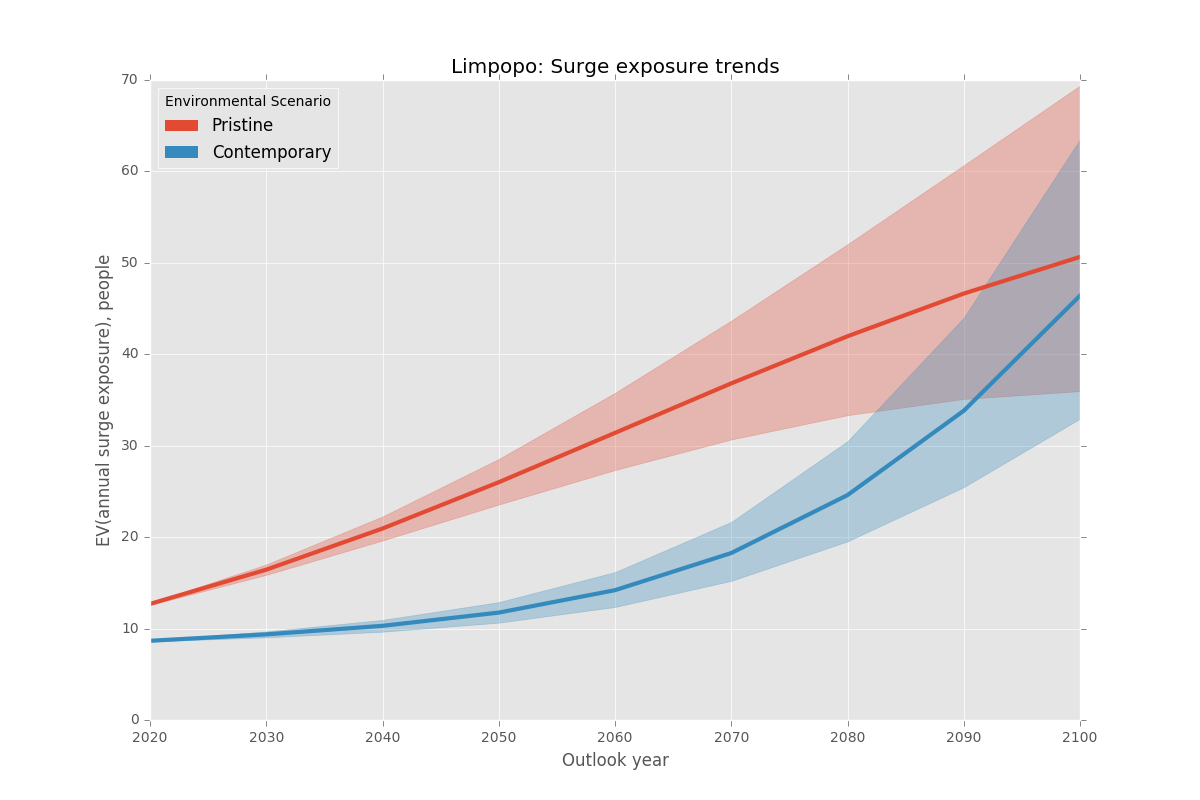 Limpopo: Surge exposure trends
Environmental Scenario
Pristine
Contemporary
EV(annual surge exposure), people
70
60
50
40
30
20
10
0
2020 2030 2040 2050 2060 2070 2080 2090 2100
Outlook year